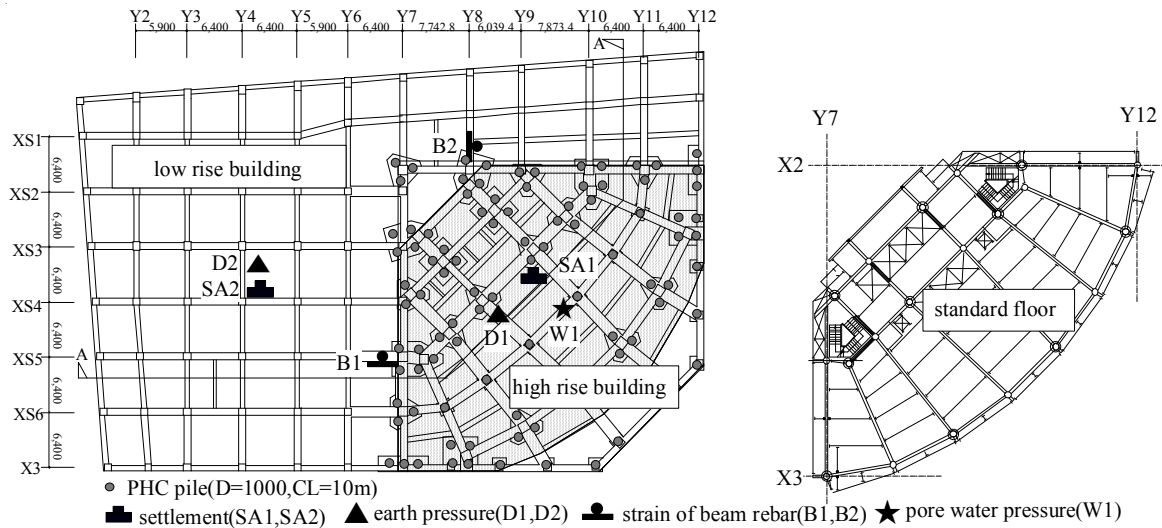 Y2 Y3 Y4 Y5 Y6 Y7 Y8 Y9 Y10 Y11 Y12
5,900 6,400 6,400 5,900 6,400 7,742.8 6,039.4 7,873.4 6,400 6,400
A
Y7
Y12
XS1
B2
low rise building
X2
6,400
XS2
6,400
XS3
D2
SA1
SA2
6,400
XS4
standard floor
D1
W1
6,400
A
XS5
B1
high rise building
6,400
XS6
6,400
X3
X3
PHC pile(D=1000,CL=10m)
settlement(SA1,SA2) earth pressure(D1,D2) strain of beam rebar(B1,B2) pore water pressure(W1)